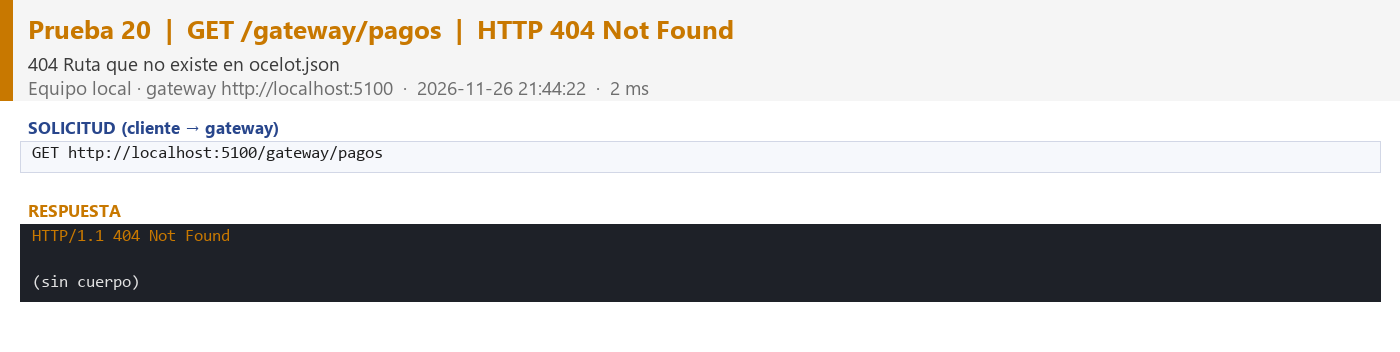 Prueba 20 | GET /gateway/pagos | HTTP 404 Not Found
404 Ruta que no existe en ocelot.json
Equipo local · gateway http://localhost:5100 · 2026-11-26 21:44:22 · 2 ms
SOLICITUD (cliente → gateway)
GET http://localhost:5100/gateway/pagos
RESPUESTA
HTTP/1.1 404 Not Found
(sin cuerpo)